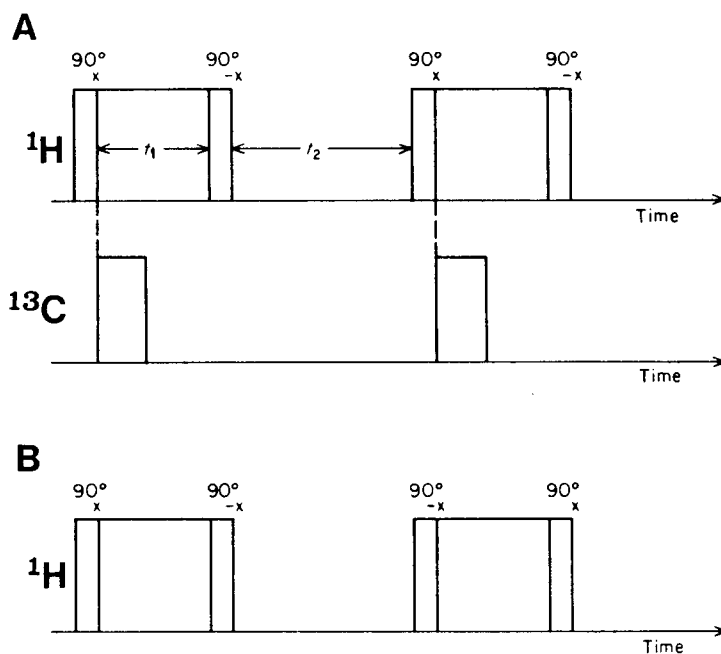 A
90° 90° 90° 90°
x -x x -x
¹H
t₁ t₂
Time
¹³C
Time
B
90° 90° 90° 90°
x -x -x x
¹H
Time